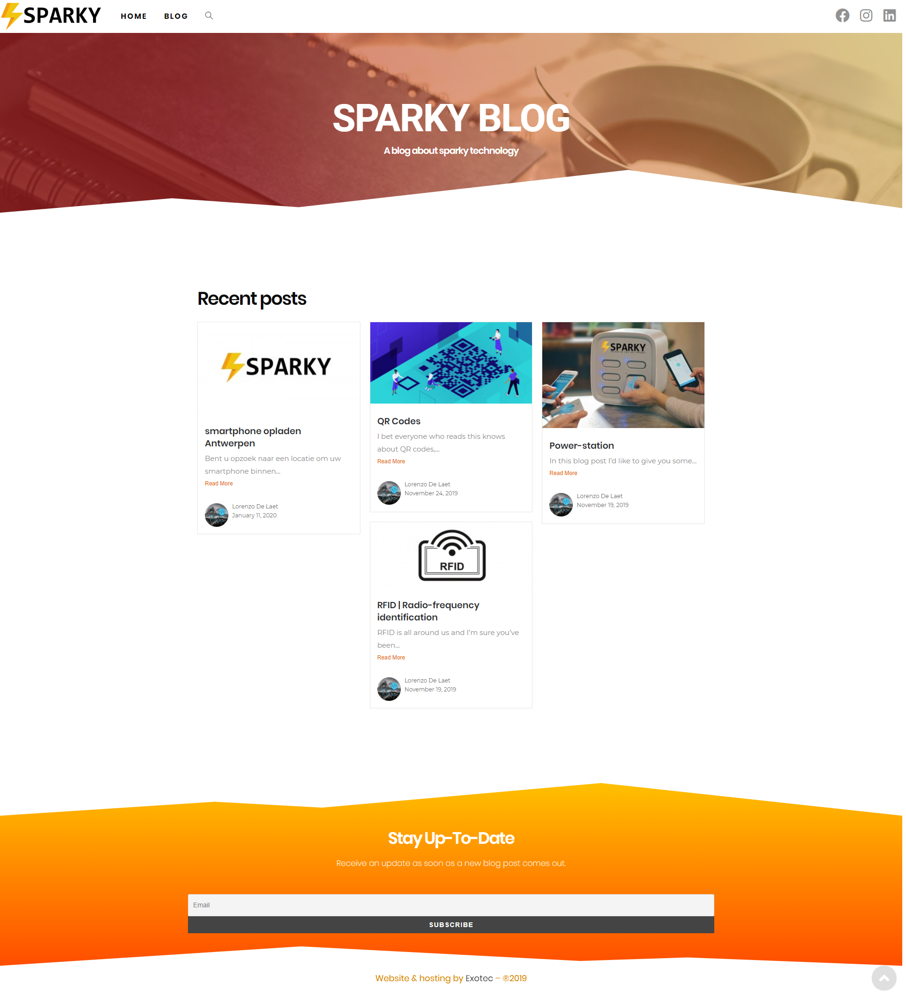 SPARKY
HOME
BLOG
SPARKY BLOG
A blog about sparky technology
Recent posts
SPARKY
smartphone opladen
Antwerpen
Bent u opzoek naar een locatie om uw
smartphone binnen...
Read More
Lorenzo De Laet
January 11, 2020
QR Codes
I bet everyone who reads this knows
about QR codes,...
Read More
Lorenzo De Laet
November 24, 2019
SPARKY
Power-station
In this blog post I'd like to give you some...
Read More
Lorenzo De Laet
November 19, 2019
RFID
RFID | Radio-frequency
identification
RFID is all around us and I'm sure you've
been...
Read More
Lorenzo De Laet
November 19, 2019
Stay Up-To-Date
Receive an update as soon as a new blog post comes out.
Email
SUBSCRIBE
Website & hosting by Exotec – ®2019